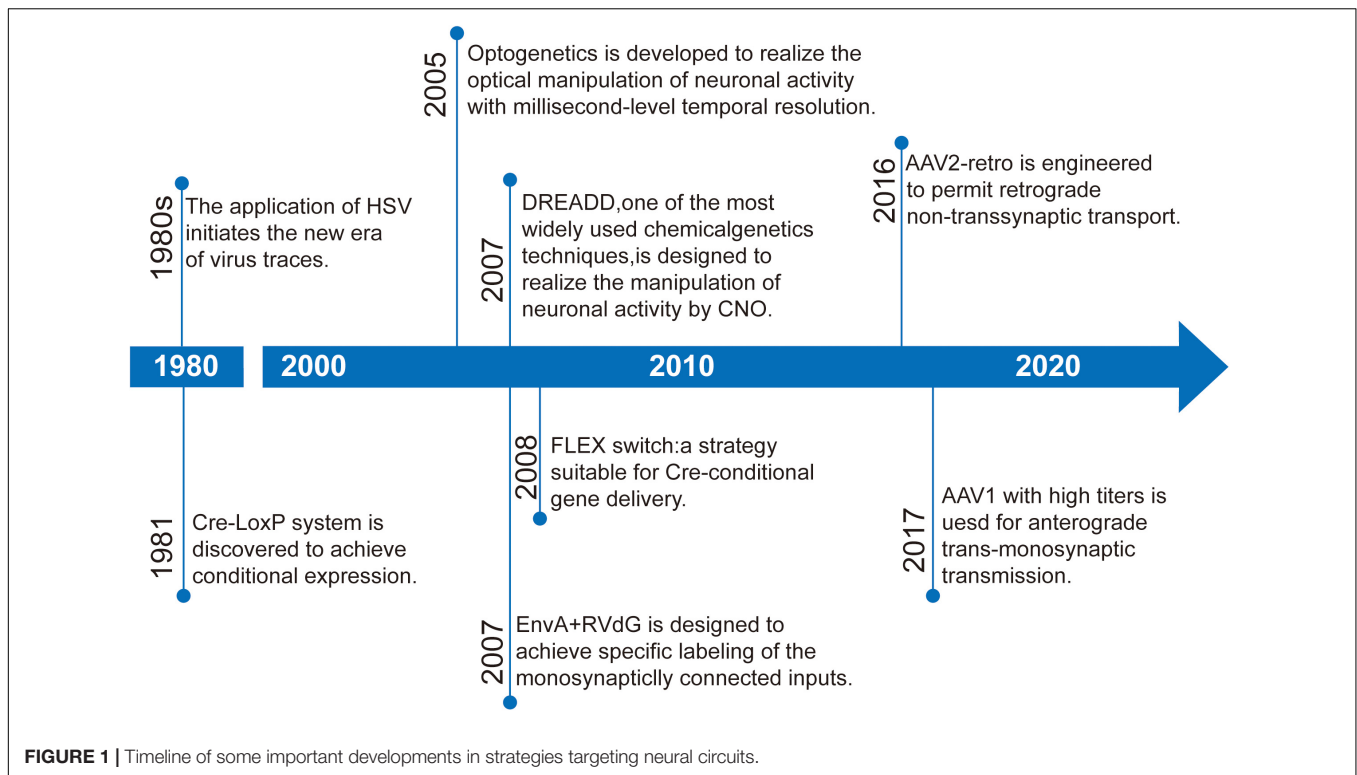 2005
Optogenetics is developed to realize the
optical manipulation of neuronal activity
with millisecond-level temporal resolution.
1980s
The application of HSV
initiates the new era
of virus traces.
2007
DREADD,one of the most
widely used chemicalgenetics
techniques,is designed to
realize the manipulation of
neuronal activity by CNO.
2016
AAV2-retro is engineered
to permit retrograde
non-transsynaptic transport.
1980 2000 2010 2020
1981
Cre-LoxP system is
discovered to achieve
conditional expression.
2008
FLEX switch:a strategy
suitable for Cre-conditional
gene delivery.
2007
EnvA+RVdG is designed to
achieve specific labeling of the
monosynapticlly connected inputs.
2017
AAV1 with high titers is
uesd for anterograde
trans-monosynaptic
transmission.
FIGURE 1 | Timeline of some important developments in strategies targeting neural circuits.